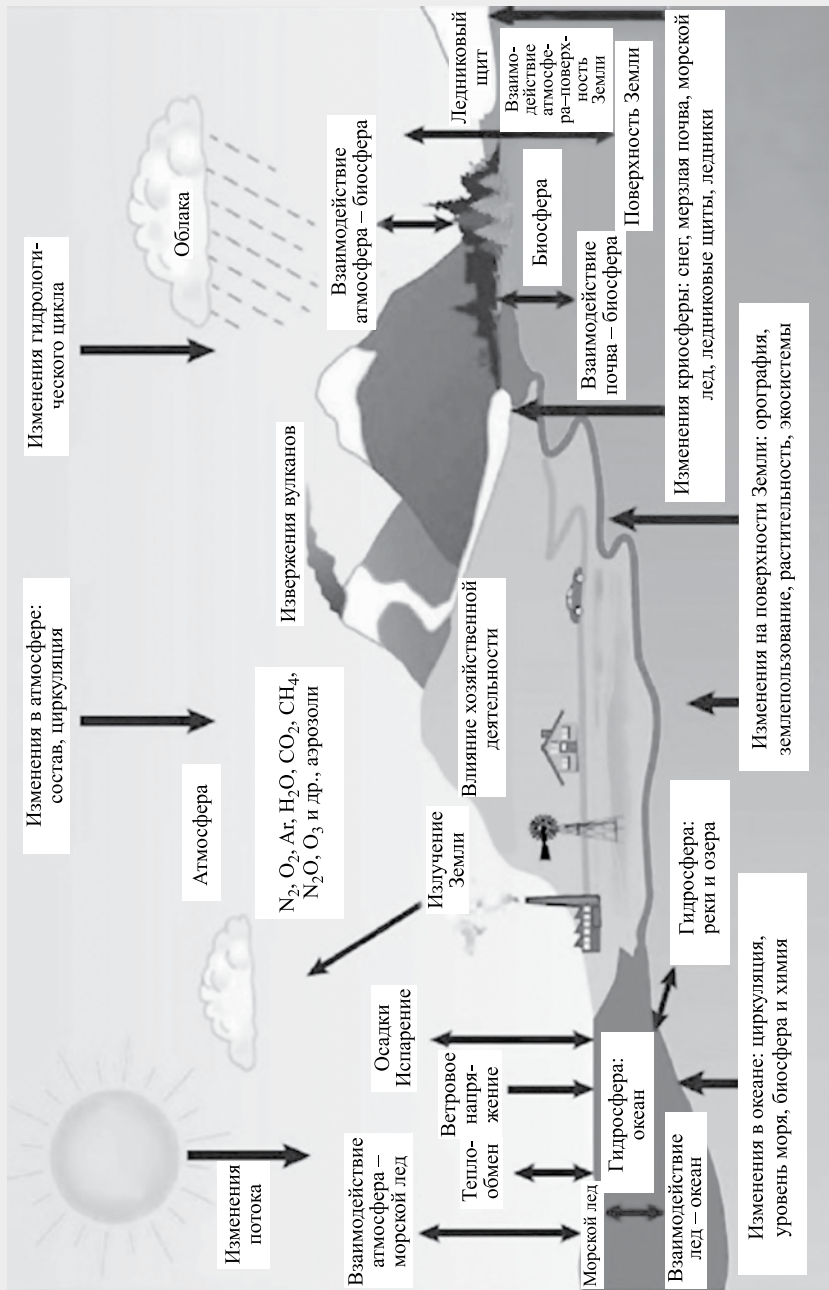 Изменения
потока
Изменения в атмосфере:
состав, циркуляция
Изменения гидрологи-
ческого цикла
Атмосфера
Облака
N₂, O₂, Ar, H₂O, CO₂, CH₄,
N₂O, O₃ и др., аэрозоли
Извержения вулканов
Взаимодействие
атмосфера –
морской лед
Осадки
Испарение
Взаимодействие
атмосфера – биосфера
Тепло-
обмен
Ветровое
напря-
жение
Излучение
Земли
Влияние хозяйственной
деятельности
Ледниковый
щит
Взаимо-
действие
атмосфе-
ра–поверх-
ность
Земли
Биосфера
Морской лед
Гидросфера:
океан
Взаимодействие
почва – биосфера
Поверхность Земли
Взаимодействие
лед – океан
Гидросфера:
реки и озера
Изменения криосферы: снег, мерзлая почва, морской
лед, ледниковые щиты, ледники
Изменения в океане: циркуляция,
уровень моря, биосфера и химия
Изменения на поверхности Земли: орография,
землепользование, растительность, экосистемы